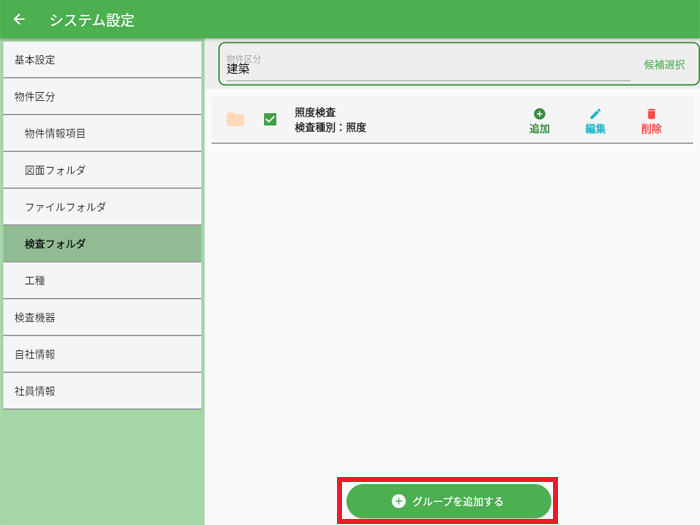 システム設定
基本設定
物件区分
物件情報項目
図面フォルダ
ファイルフォルダ
検査フォルダ
工種
検査機器
自社情報
社員情報
物件区分
建築
候補選択
照度検査
検査種別：照度
追加
編集
削除
グループを追加する